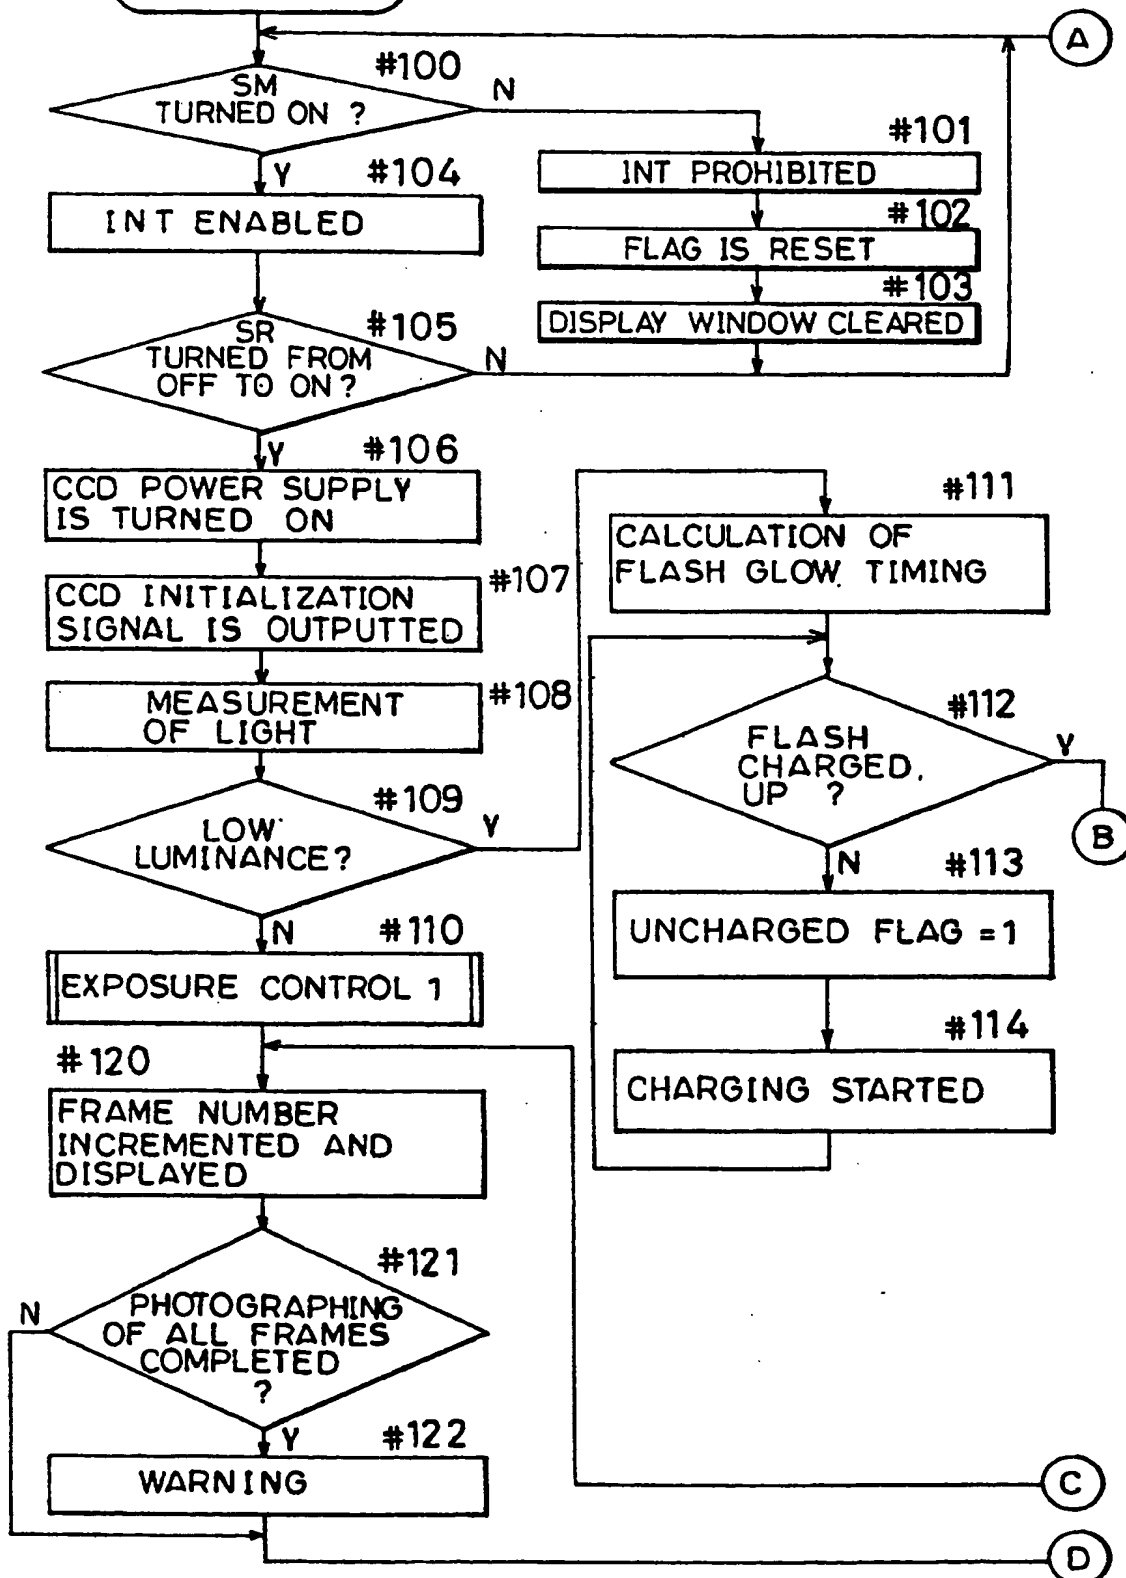 A
#100
SM
TURNED ON ?
N
Y
#101
INT PROHIBITED
#104
INT ENABLED
#102
FLAG IS RESET
#103
DISPLAY WINDOW CLEARED
#105
SR
TURNED FROM
OFF TO ON?
N
Y
#106
CCD POWER SUPPLY
IS TURNED ON
#107
CCD INITIALIZATION
SIGNAL IS OUTPUTTED
#108
MEASUREMENT
OF LIGHT
#109
LOW
LUMINANCE?
Y
N
#110
EXPOSURE CONTROL 1
#111
CALCULATION OF
FLASH GLOW TIMING
#112
FLASH
CHARGED
UP ?
Y
B
N
#113
UNCHARGED FLAG = 1
#114
CHARGING STARTED
#120
FRAME NUMBER
INCREMENTED AND
DISPLAYED
#121
PHOTOGRAPHING
OF ALL FRAMES
COMPLETED
?
N
Y
#122
WARNING
C
D